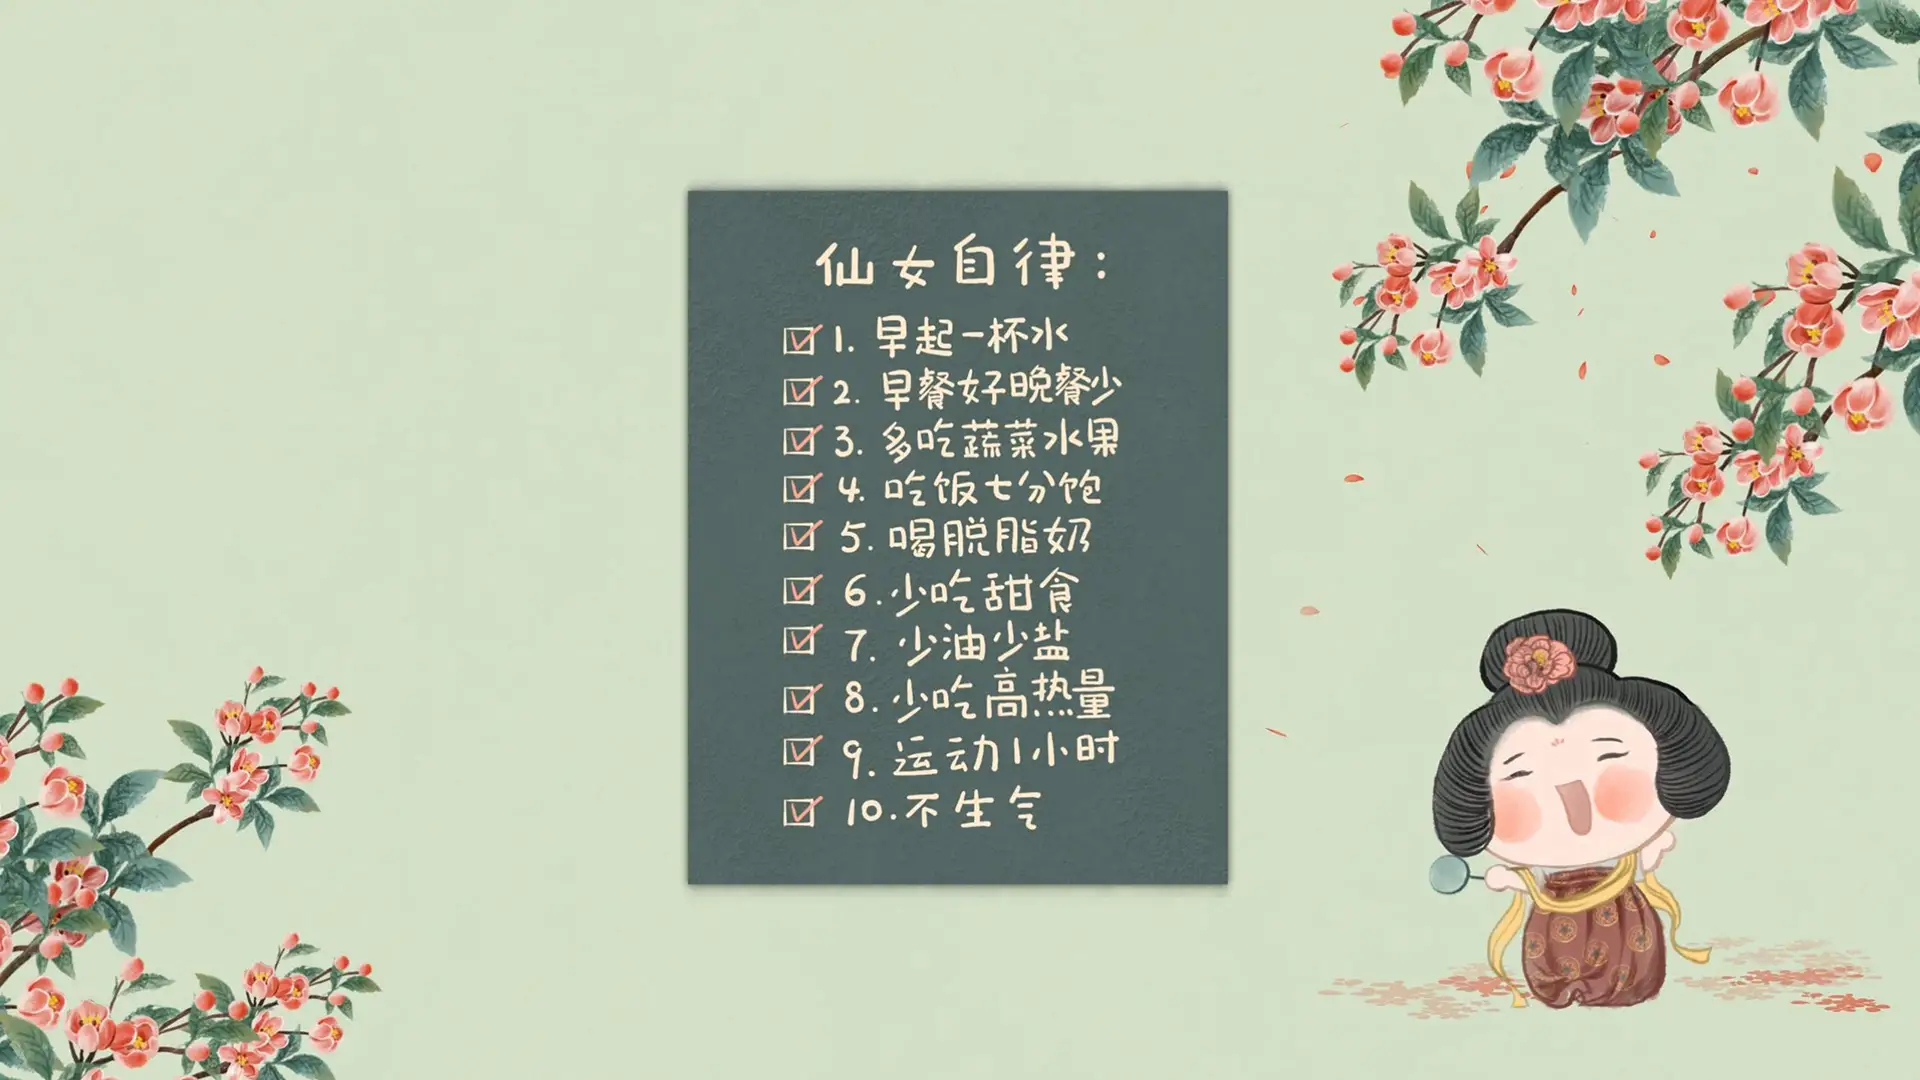 仙女自律：
1. 早起一杯水
2. 早餐好晚餐少
3. 多吃蔬菜水果
4. 吃饭七分饱
5. 喝脱脂奶
6. 少吃甜食
7. 少油少盐
8. 少吃高热量
9. 运动1小时
10. 不生气